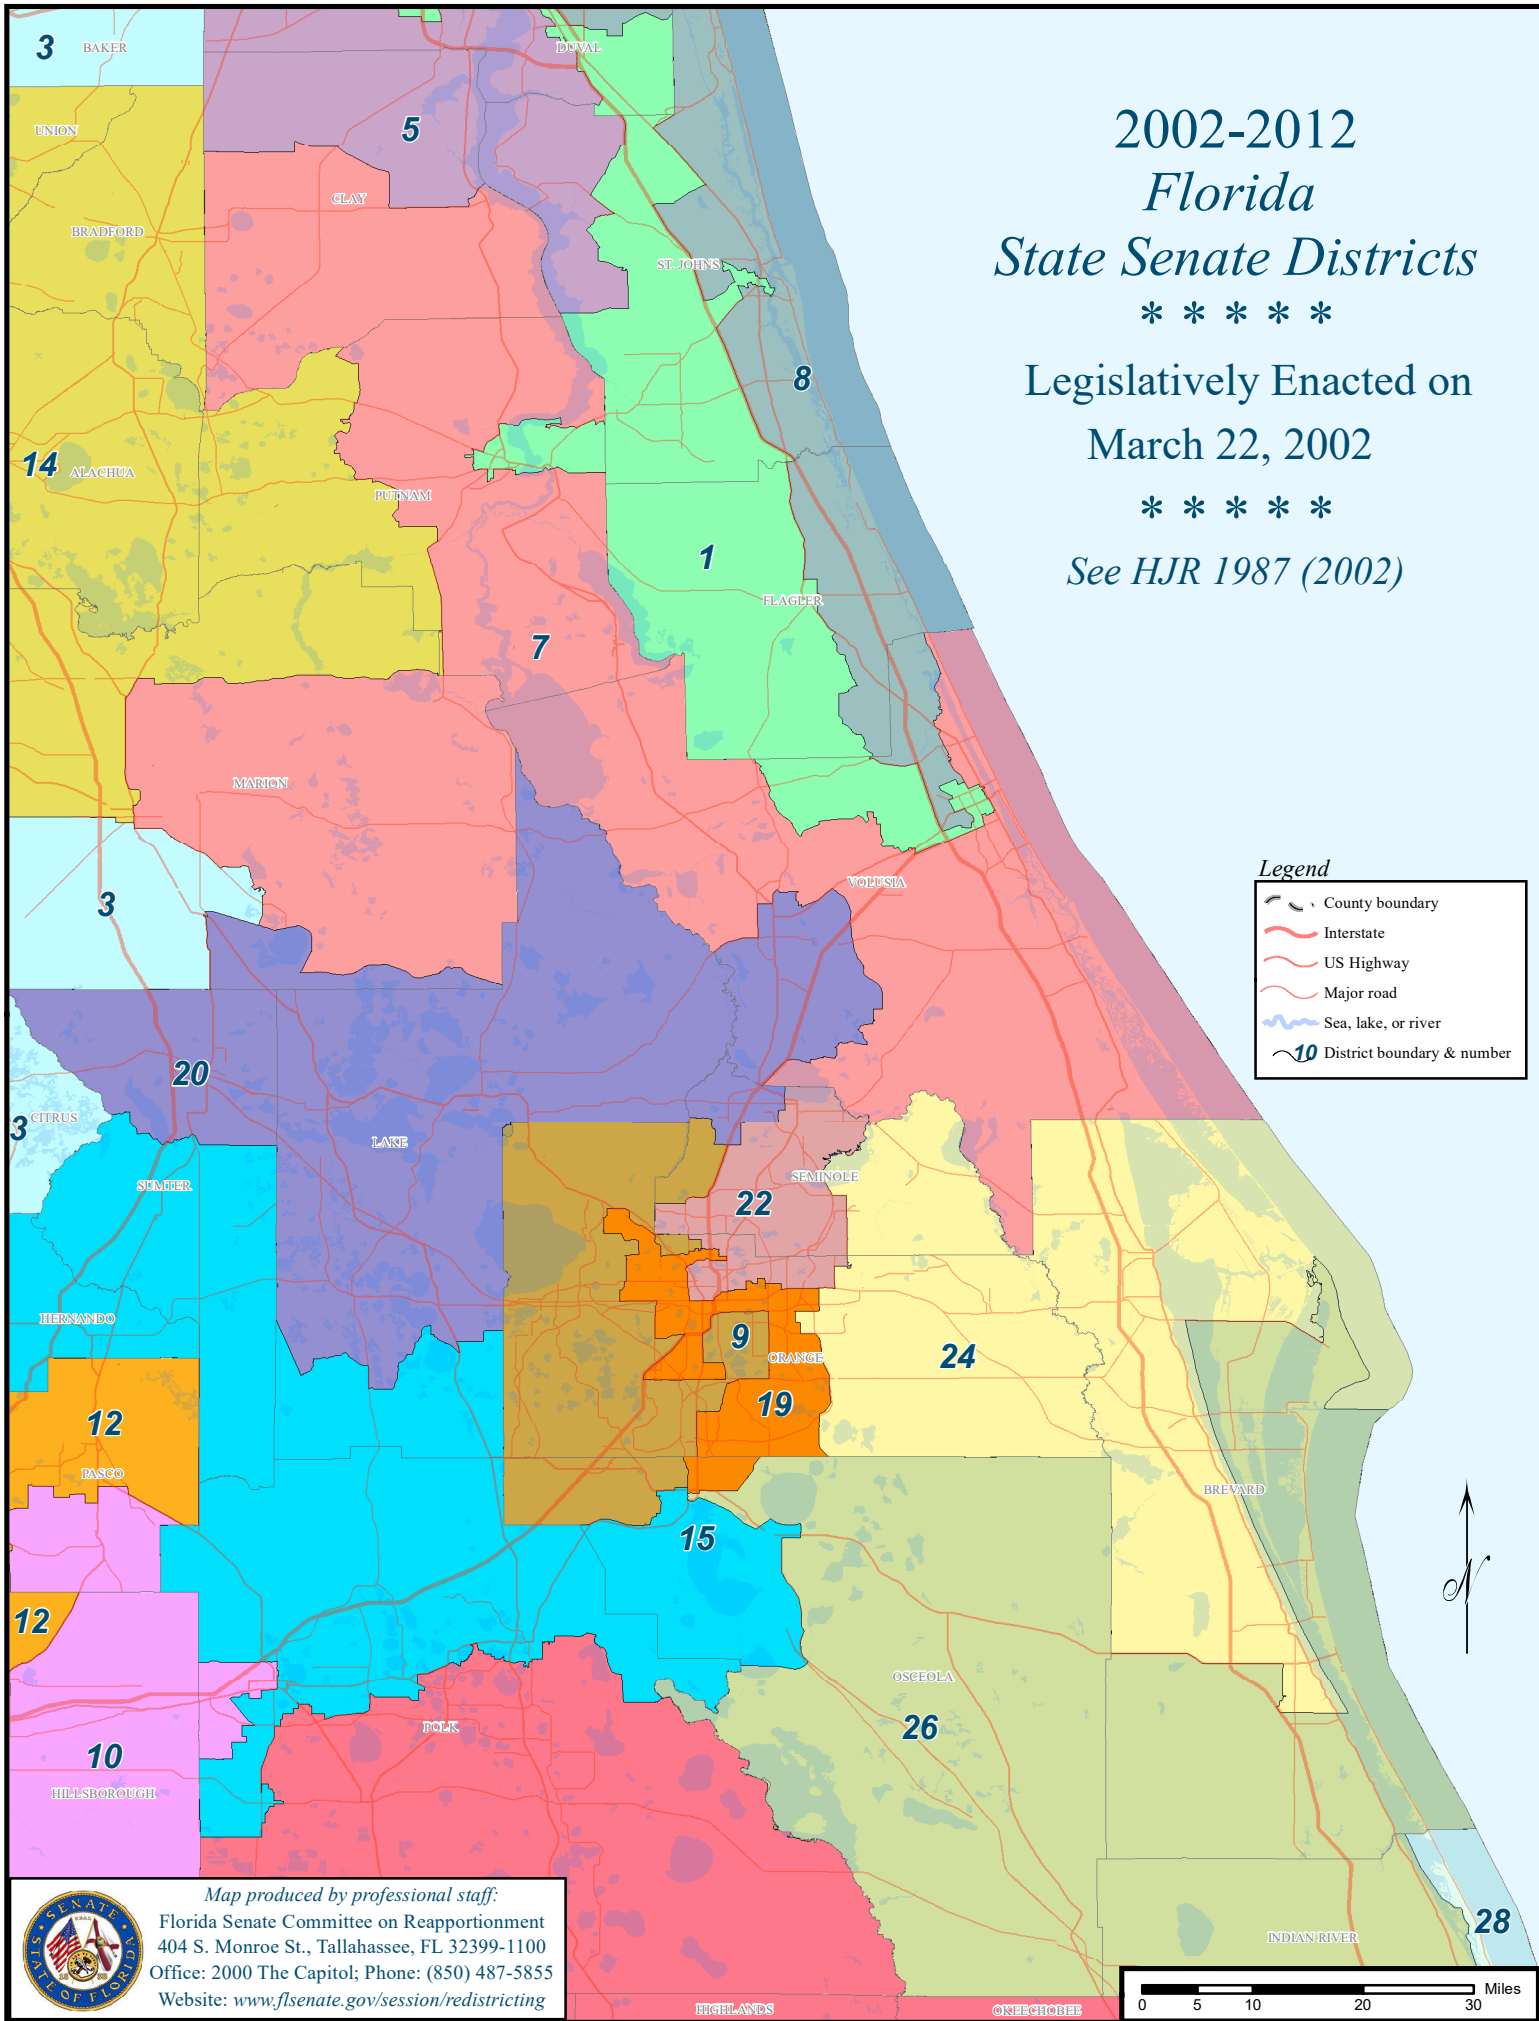 2002-2012
Florida
State Senate Districts
* * * * *
Legislatively Enacted on
March 22, 2002
* * * * *
See HJR 1987 (2002)
3
BAKER
DUVAL
UNION
5
CLAY
BRADFORD
ST. JOHNS
8
14
ALACHUA
PUTNAM
1
FLAGLER
7
MARION
VOLUSIA
3
Legend
County boundary
Interstate
US Highway
Major road
Sea, lake, or river
10 District boundary & number
20
3
CITRUS
LAKE
SUMTER
SEMINOLE
22
HERNANDO
9
ORANGE
24
19
12
PASCO
BREVARD
15
N
12
OSCEOLA
26
POLK
10
HILLSBOROUGH
28
INDIAN RIVER
HIGHLANDS
OKEECHOBEE
SENATE
SEAL
1838
STATE OF FLORIDA
Map produced by professional staff:
Florida Senate Committee on Reapportionment
404 S. Monroe St., Tallahassee, FL 32399-1100
Office: 2000 The Capitol; Phone: (850) 487-5855
Website: www.flsenate.gov/session/redistricting
Miles
0 5 10 20 30